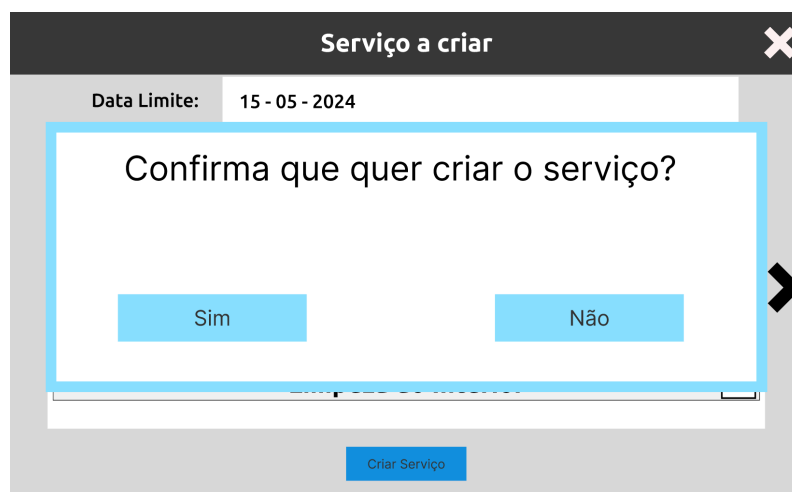 Serviço a criar
Data Limite: 15 - 05 - 2024
Confirma que quer criar o serviço?
Sim Não
Criar Serviço